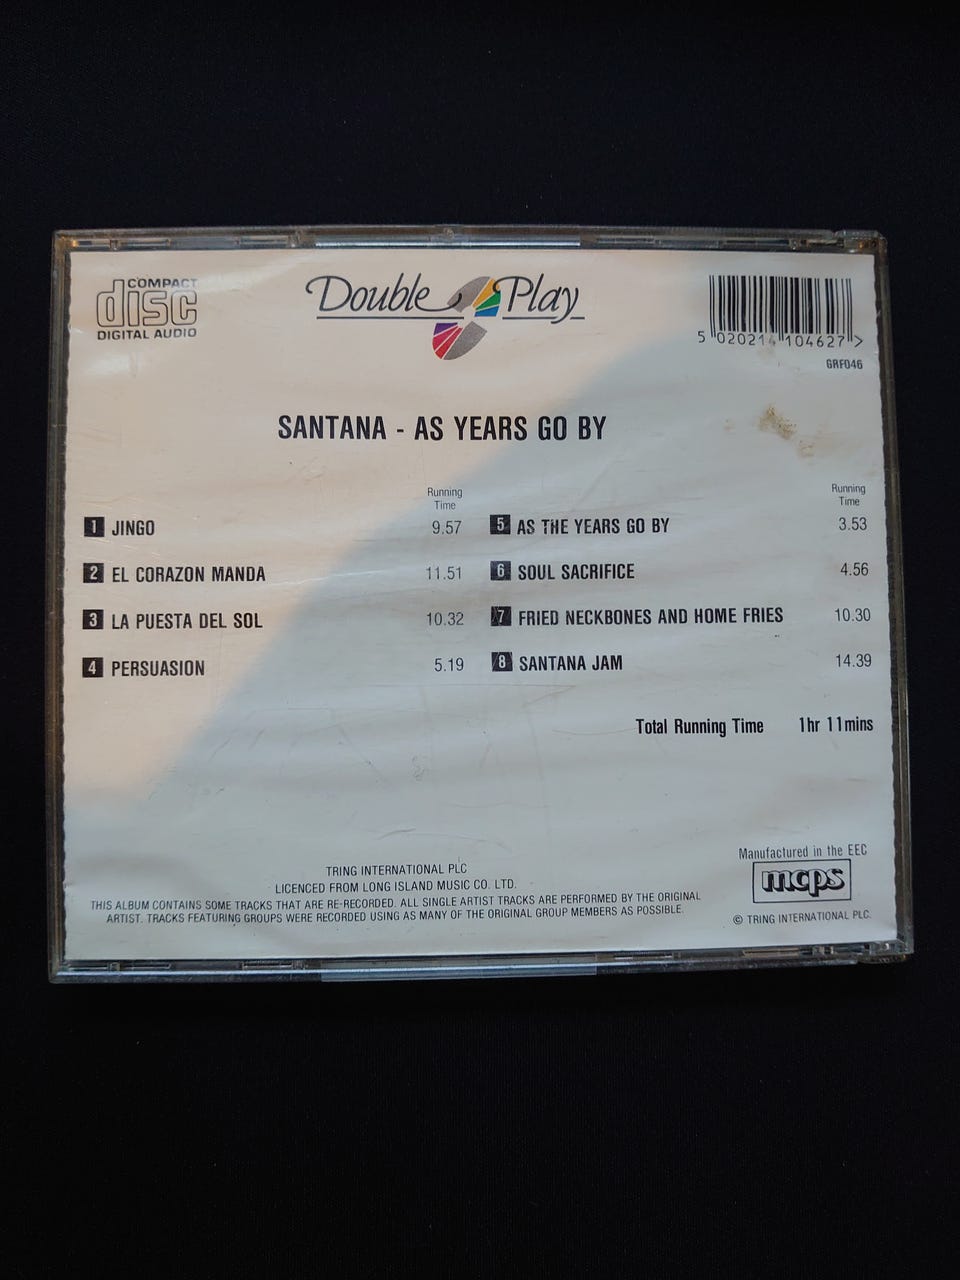 COMPACT
disc
DIGITAL AUDIO
Double Play
5 020214 104627 >
GRF046
SANTANA - AS YEARS GO BY
Running
Time
1 JINGO 9.57
2 EL CORAZON MANDA 11.51
3 LA PUESTA DEL SOL 10.32
4 PERSUASION 5.19
Running
Time
5 AS THE YEARS GO BY 3.53
6 SOUL SACRIFICE 4.56
7 FRIED NECKBONES AND HOME FRIES 10.30
8 SANTANA JAM 14.39
Total Running Time 1hr 11mins
TRING INTERNATIONAL PLC
LICENCED FROM LONG ISLAND MUSIC CO. LTD.
THIS ALBUM CONTAINS SOME TRACKS THAT ARE RE-RECORDED. ALL SINGLE ARTIST TRACKS ARE PERFORMED BY THE ORIGINAL
ARTIST. TRACKS FEATURING GROUPS WERE RECORDED USING AS MANY OF THE ORIGINAL GROUP MEMBERS AS POSSIBLE.
Manufactured in the EEC
mcps
© TRING INTERNATIONAL PLC.